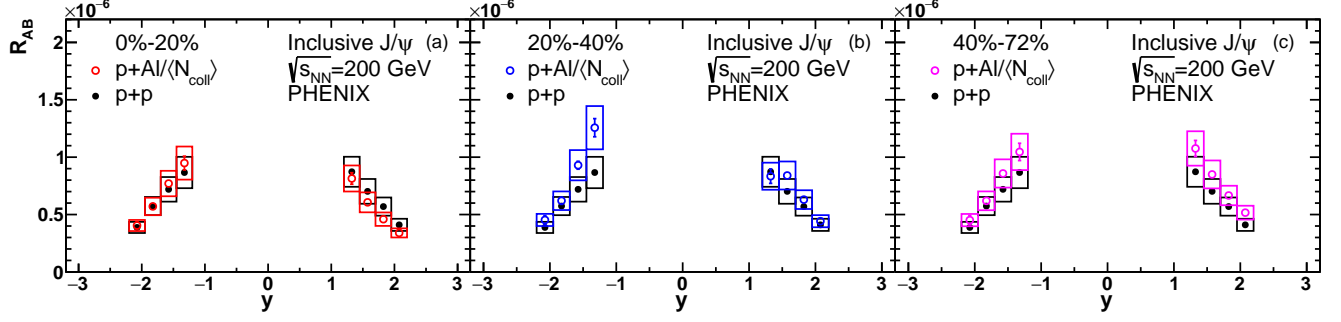 ×10⁻⁶ ×10⁻⁶ ×10⁻⁶
R_AB
2
1.5
1
0.5
0
0%-20% Inclusive J/ψ (a)
p+Al/⟨N_coll⟩ √s_NN=200 GeV
p+p PHENIX
20%-40% Inclusive J/ψ (b)
p+Al/⟨N_coll⟩ √s_NN=200 GeV
p+p PHENIX
40%-72% Inclusive J/ψ (c)
p+Al/⟨N_coll⟩ √s_NN=200 GeV
p+p PHENIX
−3 −2 −1 0 1 2 3 −3 −2 −1 0 1 2 3 −3 −2 −1 0 1 2 3
y y y